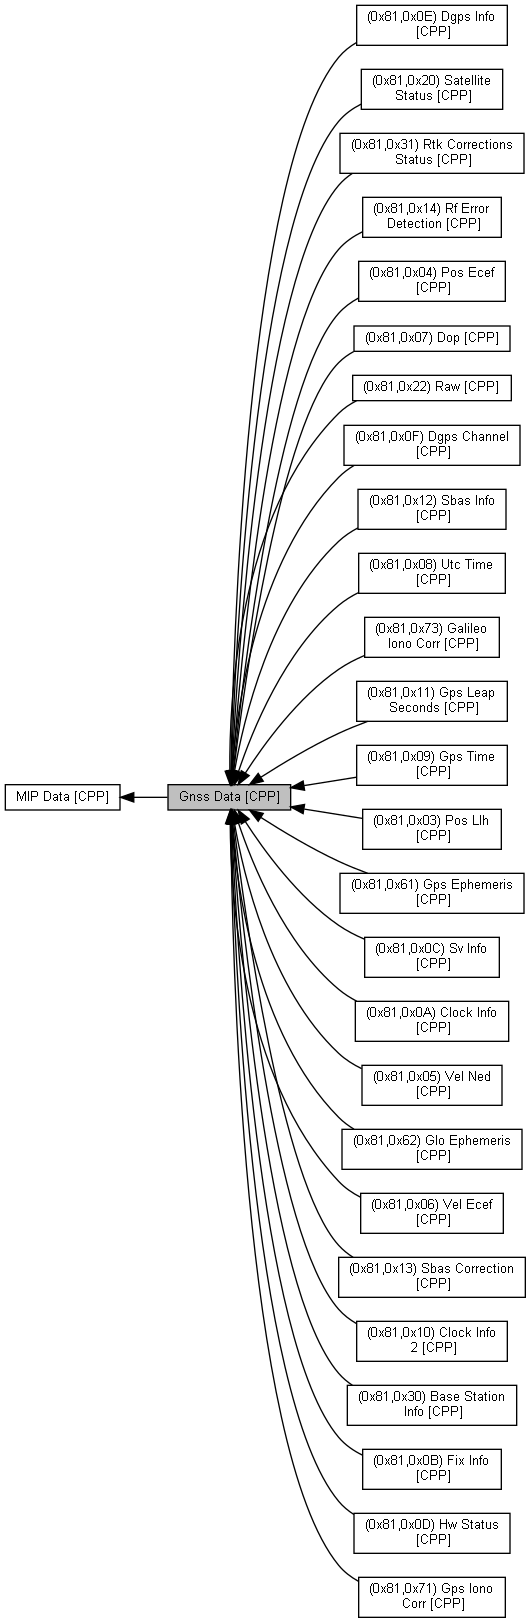 (0x81,0x0E) Dgps Info
[CPP]
(0x81,0x20) Satellite
Status [CPP]
(0x81,0x31) Rtk Corrections
Status [CPP]
(0x81,0x14) Rf Error
Detection [CPP]
(0x81,0x04) Pos Ecef
[CPP]
(0x81,0x07) Dop [CPP]
(0x81,0x22) Raw [CPP]
(0x81,0x0F) Dgps Channel
[CPP]
(0x81,0x12) Sbas Info
[CPP]
(0x81,0x08) Utc Time
[CPP]
(0x81,0x73) Galileo
Iono Corr [CPP]
(0x81,0x11) Gps Leap
Seconds [CPP]
(0x81,0x09) Gps Time
[CPP]
MIP Data [CPP]
Gnss Data [CPP]
(0x81,0x03) Pos Llh
[CPP]
(0x81,0x61) Gps Ephemeris
[CPP]
(0x81,0x0C) Sv Info
[CPP]
(0x81,0x0A) Clock Info
[CPP]
(0x81,0x05) Vel Ned
[CPP]
(0x81,0x62) Glo Ephemeris
[CPP]
(0x81,0x06) Vel Ecef
[CPP]
(0x81,0x13) Sbas Correction
[CPP]
(0x81,0x10) Clock Info
2 [CPP]
(0x81,0x30) Base Station
Info [CPP]
(0x81,0x0B) Fix Info
[CPP]
(0x81,0x0D) Hw Status
[CPP]
(0x81,0x71) Gps Iono
Corr [CPP]